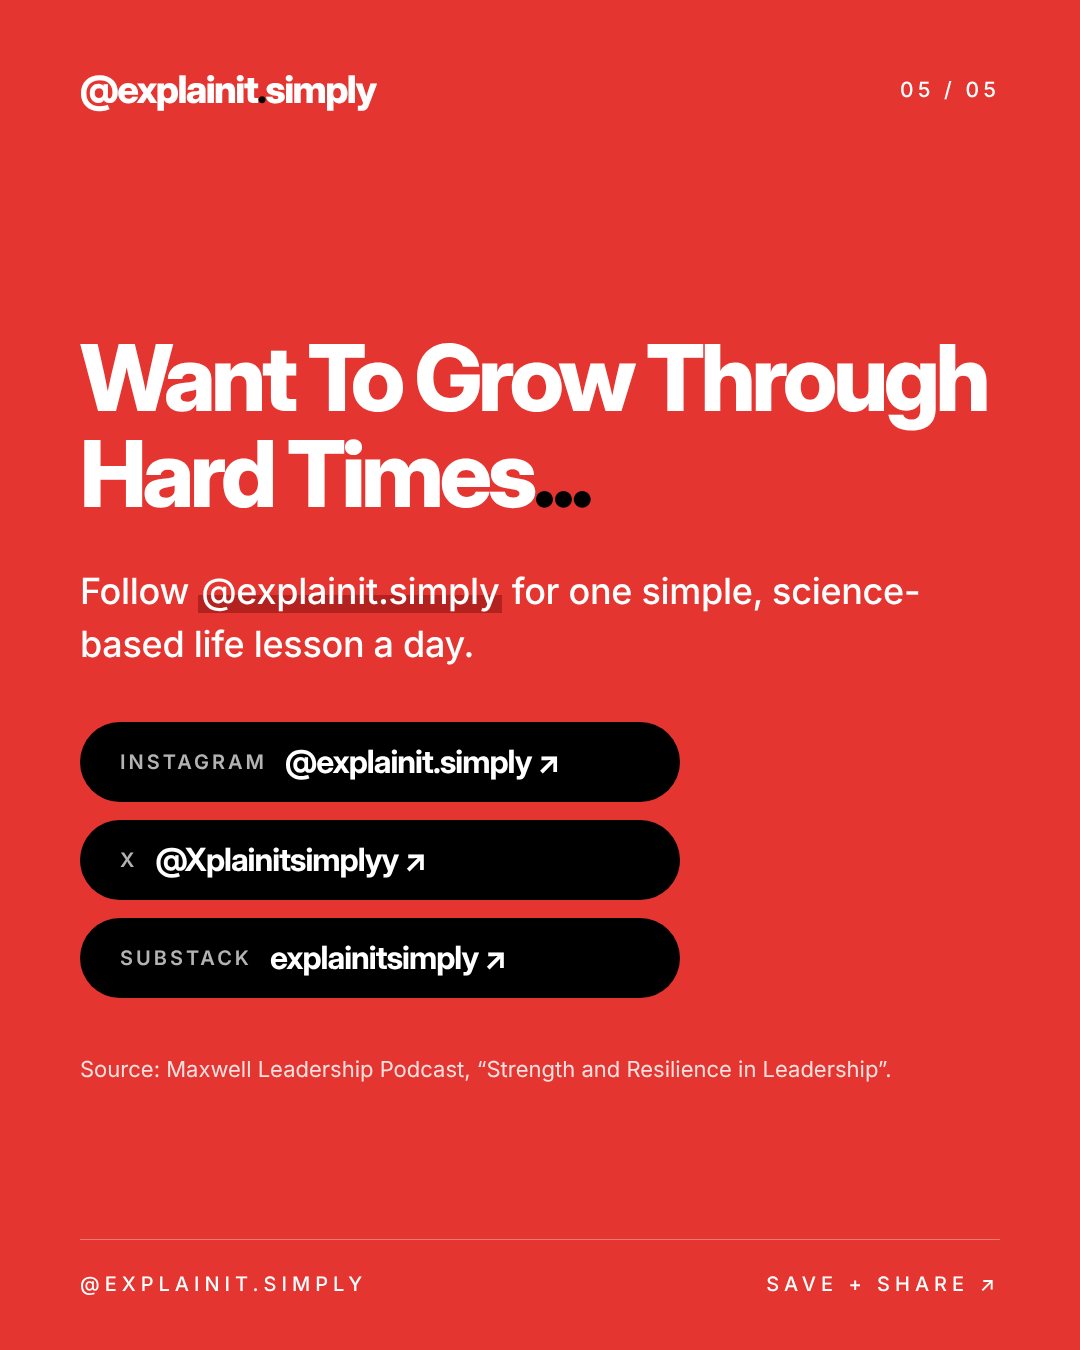 @explainit.simply
05 / 05
Want To Grow Through
Hard Times...
Follow @explainit.simply for one simple, science-
based life lesson a day.
INSTAGRAM @explainit.simply ↗
X @Xplainitsimplyy ↗
SUBSTACK explainitsimply ↗
Source: Maxwell Leadership Podcast, “Strength and Resilience in Leadership”.
@EXPLAINIT.SIMPLY
SAVE + SHARE ↗